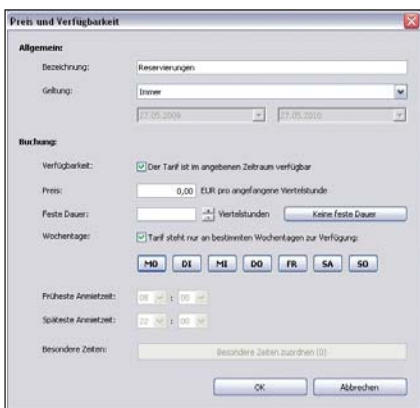 Preis und Verfügbarkeit
Allgemein:
Bezeichnung: Reservierungen
Geltung: Immer
27.05.2009 27.05.2010
Buchung:
Verfügbarkeit: Der Tarif ist im angebenen Zeitraum verfügbar
Preis: 0,00 EUR pro angefangene Viertelstunde
Feste Dauer: Viertelstunden Keine feste Dauer
Wochentage: Tarif steht nur an bestimmten Wochentagen zur Verfügung:
MO DI MI DO FR SA SO
Früheste Anmietzeit: 08 : 00
Späteste Anmietzeit: 22 : 00
Besondere Zeiten: Besondere Zeiten zuordnen (0)
OK Abbrechen